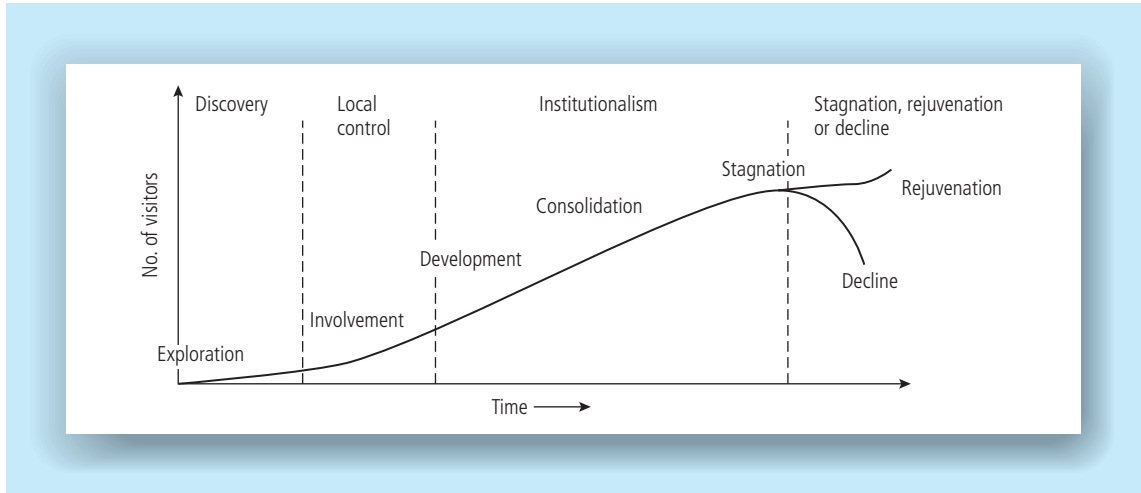 Discovery
Local
control
Institutionalism
Stagnation, rejuvenation
or decline
No. of visitors
Exploration
Involvement
Development
Consolidation
Stagnation
Rejuvenation
Decline
Time